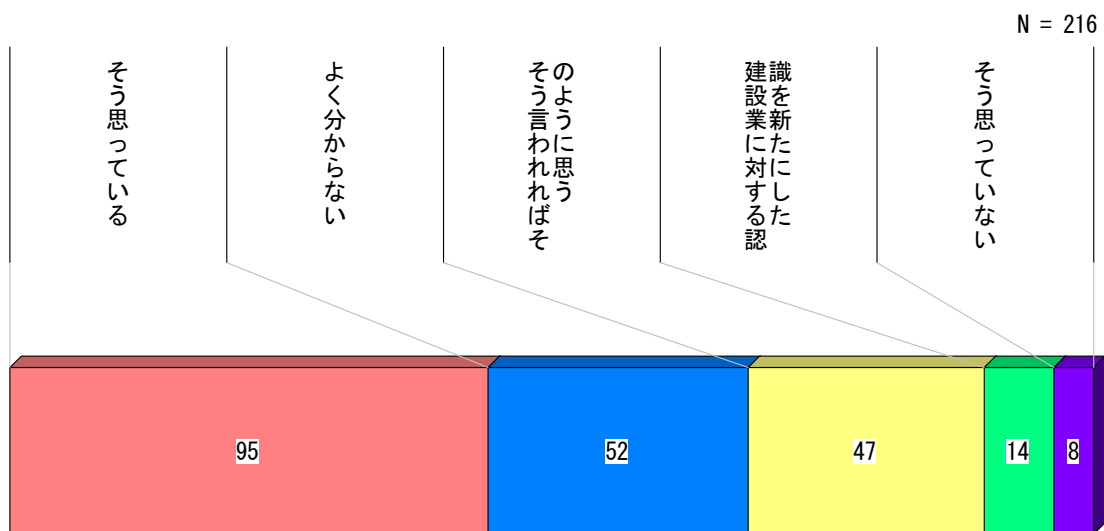 N = 216
そう思っている
よく分からない
そう言われればそ
のように思う
建設業に対する認
識を新たにした
そう思っていない
95
52
47
14
8